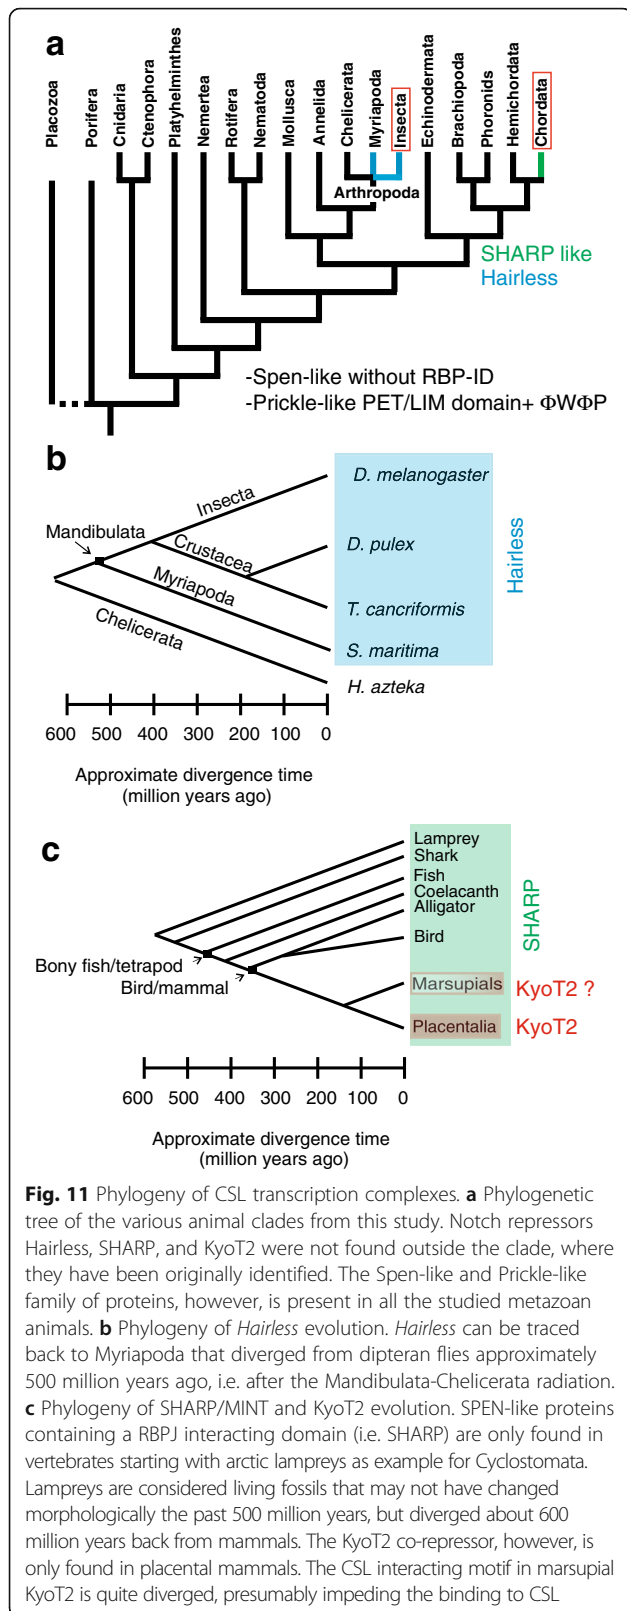 a
Placozoa
Porifera
Cnidaria
Ctenophora
Platyhelminthes
Nemertea
Rotifera
Nematoda
Mollusca
Annelida
Chelicerata
Myriapoda
Insecta
Echinodermata
Brachiopoda
Phoronids
Hemichordata
Chordata
Arthropoda
SHARP like
Hairless
-Spen-like without RBP-ID
-Prickle-like PET/LIM domain+ ΦWΦP
b
Insecta
Mandibulata
Crustacea
Myriapoda
Chelicerata
D. melanogaster
D. pulex
T. cancriformis
S. maritima
H. azteka
Hairless
600 500 400 300 200 100 0
Approximate divergence time
(million years ago)
c
Lamprey
Shark
Fish
Coelacanth
Alligator
Bird
Marsupials
Placentalia
SHARP
KyoT2 ?
KyoT2
Bony fish/tetrapod
Bird/mammal
600 500 400 300 200 100 0
Approximate divergence time
(million years ago)
Fig. 11 Phylogeny of CSL transcription complexes. a Phylogenetic
tree of the various animal clades from this study. Notch repressors
Hairless, SHARP, and KyoT2 were not found outside the clade, where
they have been originally identified. The Spen-like and Prickle-like
family of proteins, however, is present in all the studied metazoan
animals. b Phylogeny of Hairless evolution. Hairless can be traced
back to Myriapoda that diverged from dipteran flies approximately
500 million years ago, i.e. after the Mandibulata-Chelicerata radiation.
c Phylogeny of SHARP/MINT and KyoT2 evolution. SPEN-like proteins
containing a RBPJ interacting domain (i.e. SHARP) are only found in
vertebrates starting with arctic lampreys as example for Cyclostomata.
Lampreys are considered living fossils that may not have changed
morphologically the past 500 million years, but diverged about 600
million years back from mammals. The KyoT2 co-repressor, however, is
only found in placental mammals. The CSL interacting motif in marsupial
KyoT2 is quite diverged, presumably impeding the binding to CSL